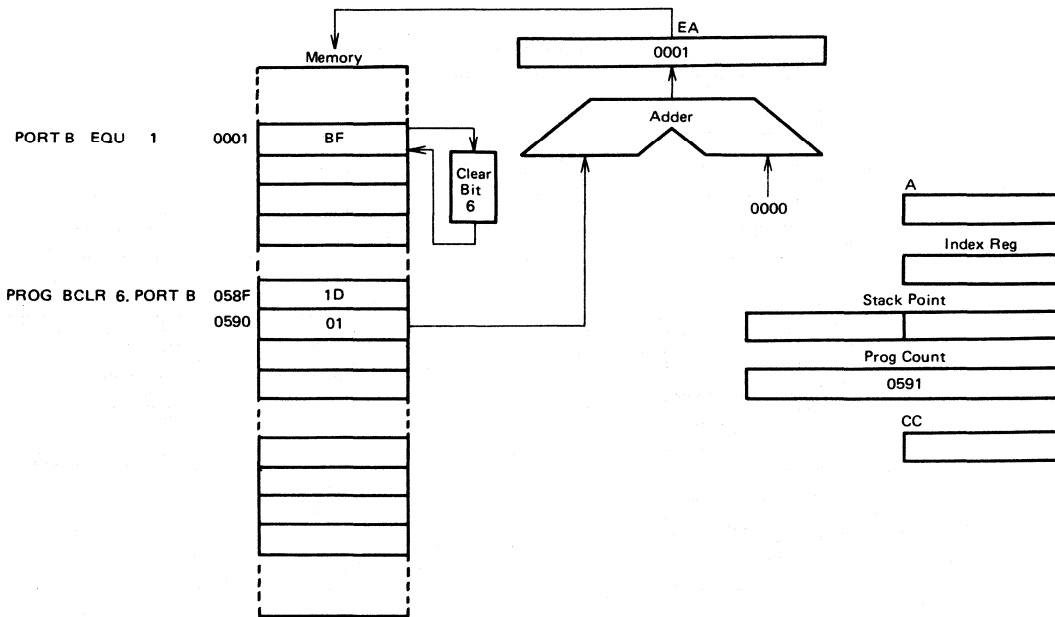 EA
0001
Memory
Adder
PORT B EQU 1 0001 BF
Clear
Bit
6
0000
A
Index Reg
PROG BCLR 6, PORT B 058F 1D
0590 01
Stack Point
Prog Count
0591
CC